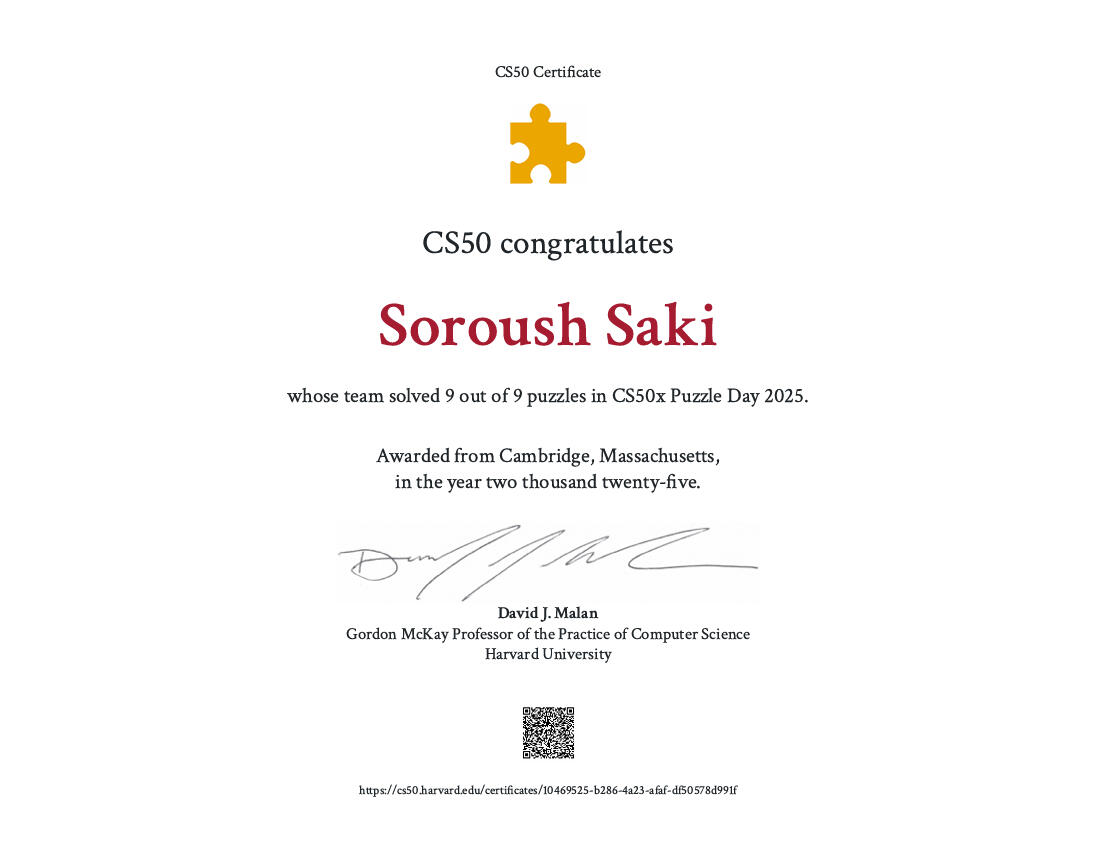 CS50 Certificate
CS50 congratulates
Soroush Saki
whose team solved 9 out of 9 puzzles in CS50x Puzzle Day 2025.
Awarded from Cambridge, Massachusetts,
in the year two thousand twenty-five.
David J. Malan
Gordon McKay Professor of the Practice of Computer Science
Harvard University
https://cs50.harvard.edu/certificates/10469525-b286-4a23-afaf-df50578d991f